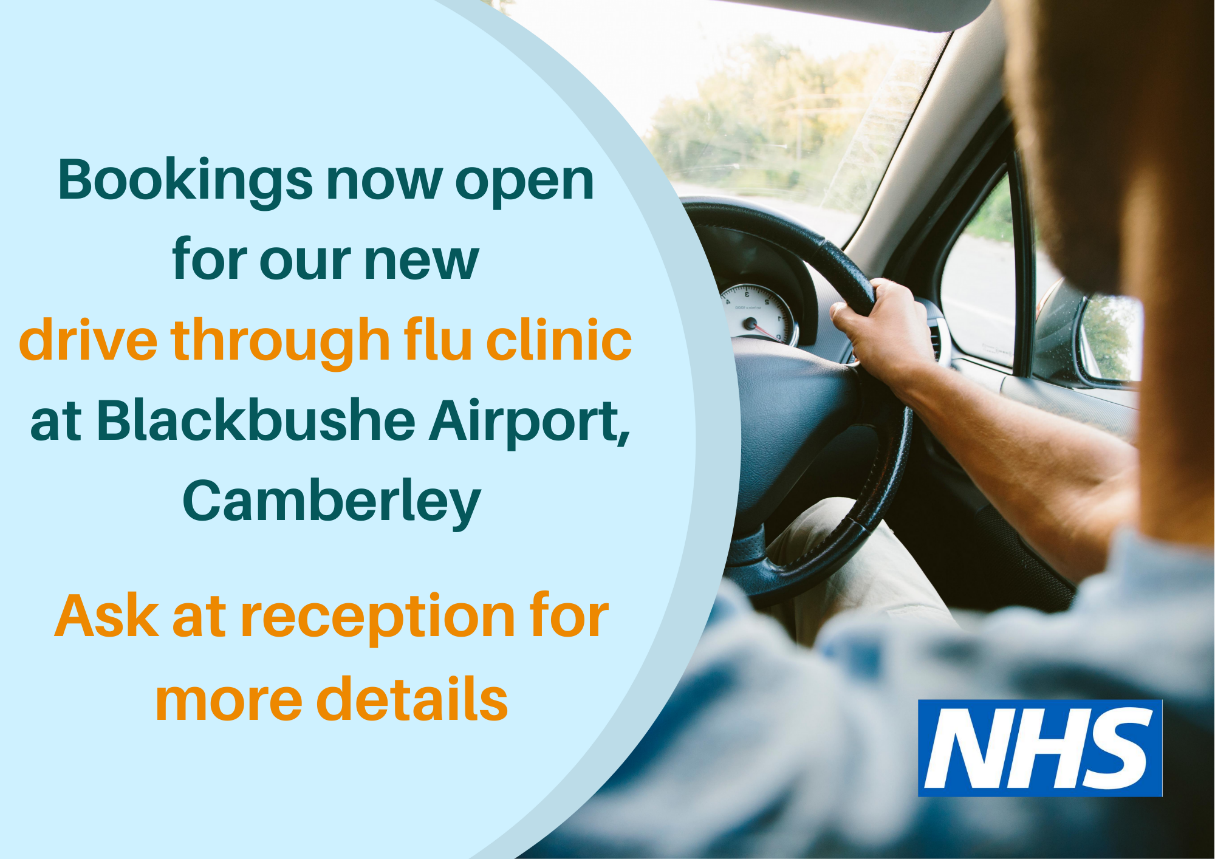 Bookings now open
for our new
drive through flu clinic
at Blackbushe Airport,
Camberley
Ask at reception for
more details
NHS